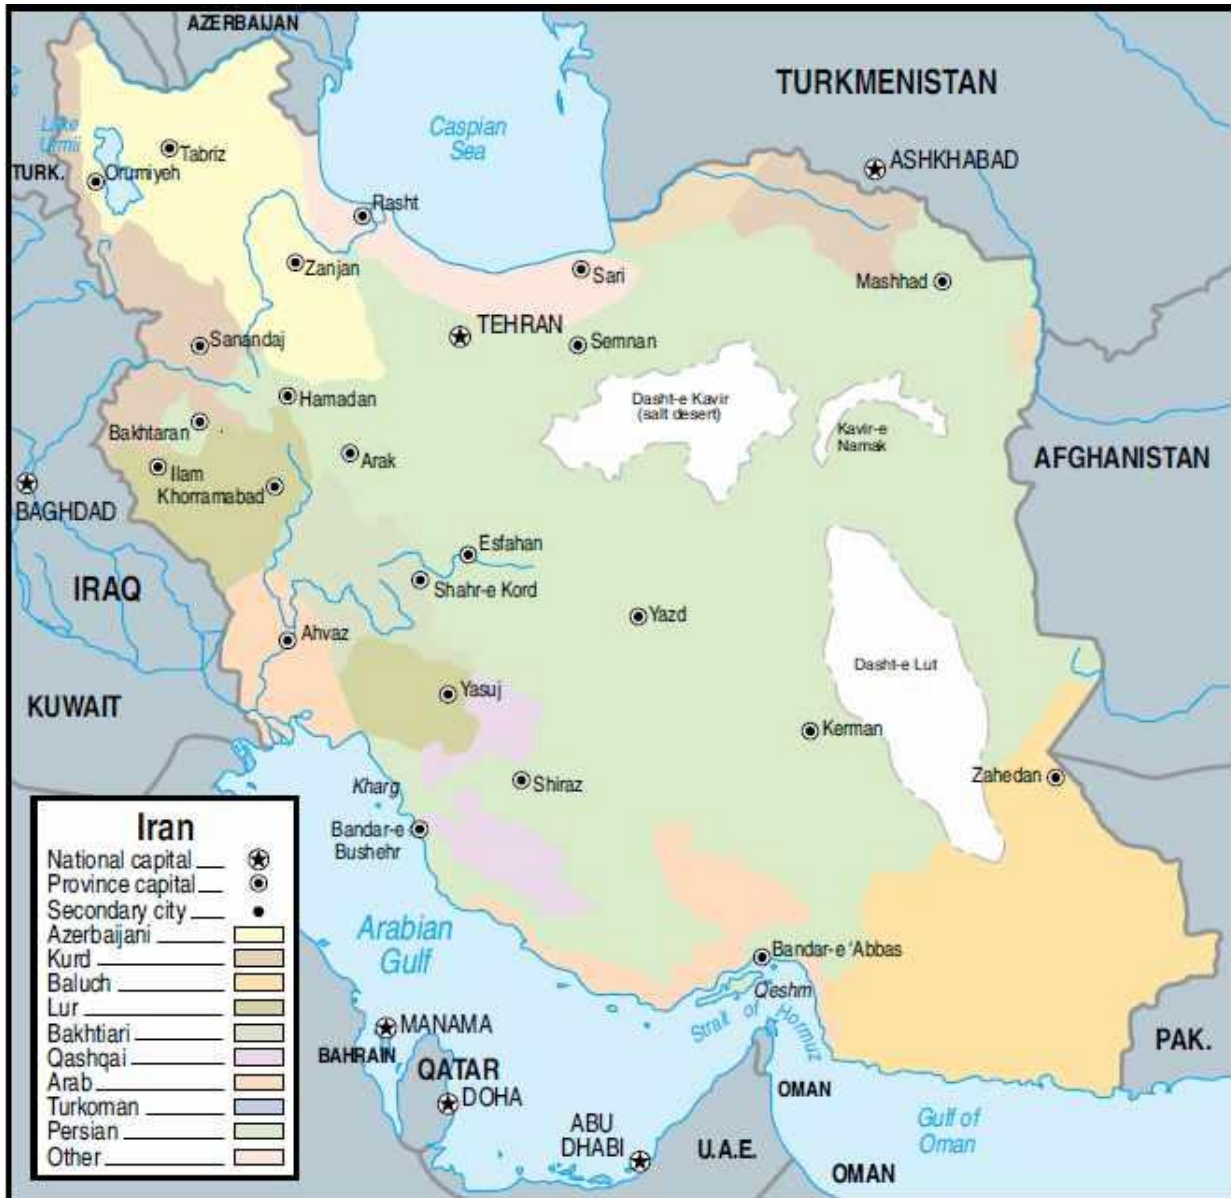 AZERBAIJAN
TURKMENISTAN
Caspian
Sea
Lake
Urmii
Tabriz
TURK.
Orumiyeh
ASHKHABAD
Rasht
Zanjan
Sari
Mashhad
TEHRAN
Sanandaj
Semnan
Hamadan
Dasht-e Kavir
(salt desert)
Kavir-e
Namak
Bakhtaran
Arak
AFGHANISTAN
Ilam
Khorramabad
BAGHDAD
Esfahan
Shahr-e Kord
IRAQ
Yazd
Ahvaz
Dasht-e Lut
KUWAIT
Yasuj
Kerman
Zahedan
Kharg
Shiraz
Bandar-e
Bushehr
Iran
National capital
Province capital
Secondary city
Azerbaijani
Kurd
Baluch
Lur
Bakhtiari
Qashqai
Arab
Turkoman
Persian
Other
Arabian
Gulf
Bandar-e 'Abbas
Qeshm
Strait of Hormuz
MANAMA
BAHRAIN
QATAR
DOHA
PAK.
OMAN
ABU
DHABI
U.A.E.
Gulf of
Oman
OMAN